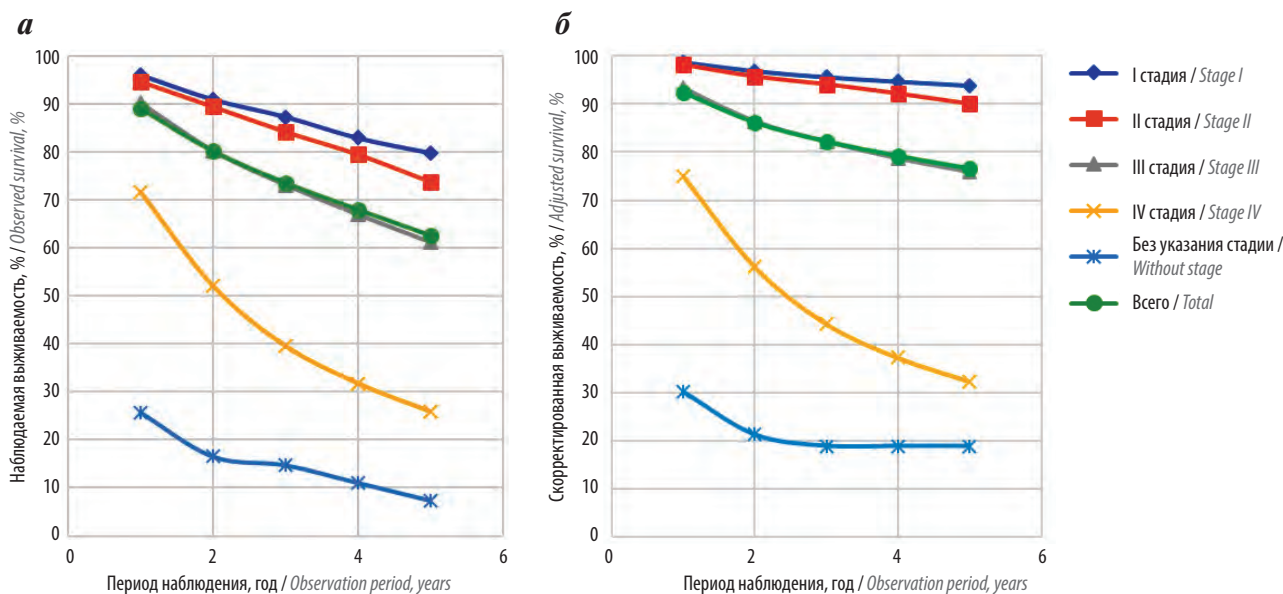 а
Наблюдаемая выживаемость, % / Observed survival, %
100
90
80
70
60
50
40
30
20
10
0
0
2
4
6
Период наблюдения, год / Observation period, years
б
Скорректированная выживаемость, % / Adjusted survival, %
100
90
80
70
60
50
40
30
20
10
0
0
2
4
6
Период наблюдения, год / Observation period, years
I стадия / Stage I
II стадия / Stage II
III стадия / Stage III
IV стадия / Stage IV
Без указания стадии /
Without stage
Всего / Total